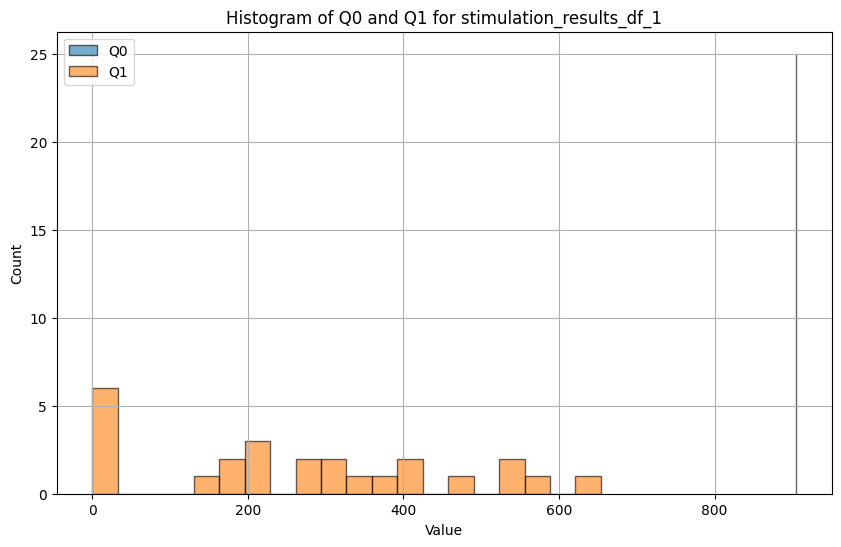 Histogram of Q0 and Q1 for stimulation_results_df_1
Q0
Q1
Count
25
20
15
10
5
0
0 200 400 600 800
Value